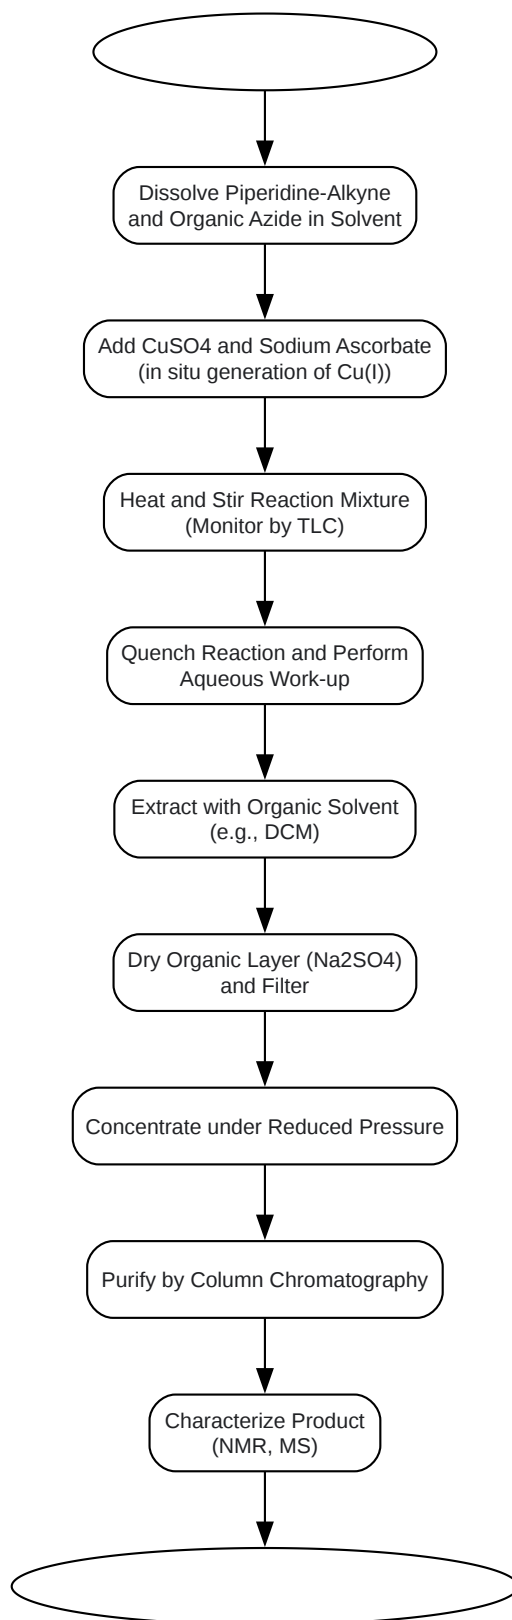 Dissolve Piperidine-Alkyne
and Organic Azide in Solvent
Add CuSO4 and Sodium Ascorbate
(in situ generation of Cu(I))
Heat and Stir Reaction Mixture
(Monitor by TLC)
Quench Reaction and Perform
Aqueous Work-up
Extract with Organic Solvent
(e.g., DCM)
Dry Organic Layer (Na2SO4)
and Filter
Concentrate under Reduced Pressure
Purify by Column Chromatography
Characterize Product
(NMR, MS)